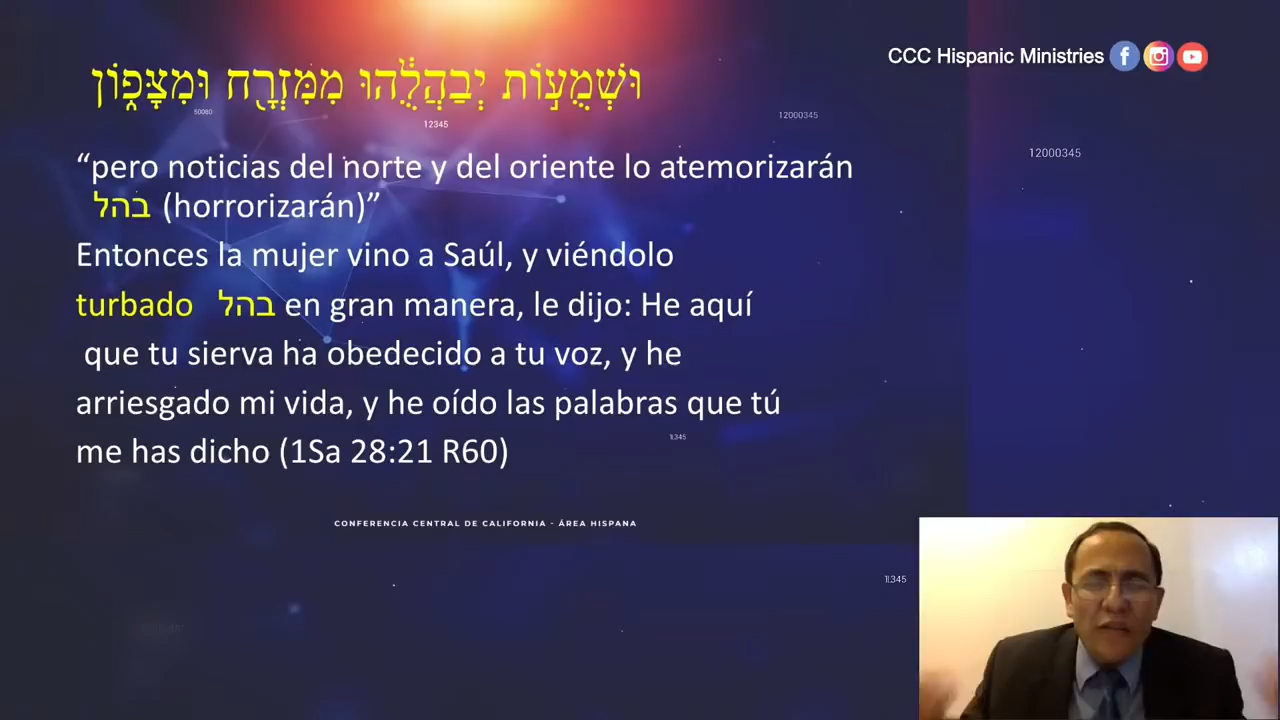 CCC Hispanic Ministries
וּשְׁמֻע֣וֹת יְבַהֲלֻ֔הוּ מִמִּזְרָ֖ח וּמִצָּפ֑וֹן
50080
12345
12000345
12000345
“pero noticias del norte y del oriente lo atemorizarán
בהל (horrorizarán)”
Entonces la mujer vino a Saúl, y viéndolo
turbado בהל en gran manera, le dijo: He aquí
que tu sierva ha obedecido a tu voz, y he
arriesgado mi vida, y he oído las palabras que tú
1L345
me has dicho (1Sa 28:21 R60)
CONFERENCIA CENTRAL DE CALIFORNIA - ÁREA HISPANA
1L345